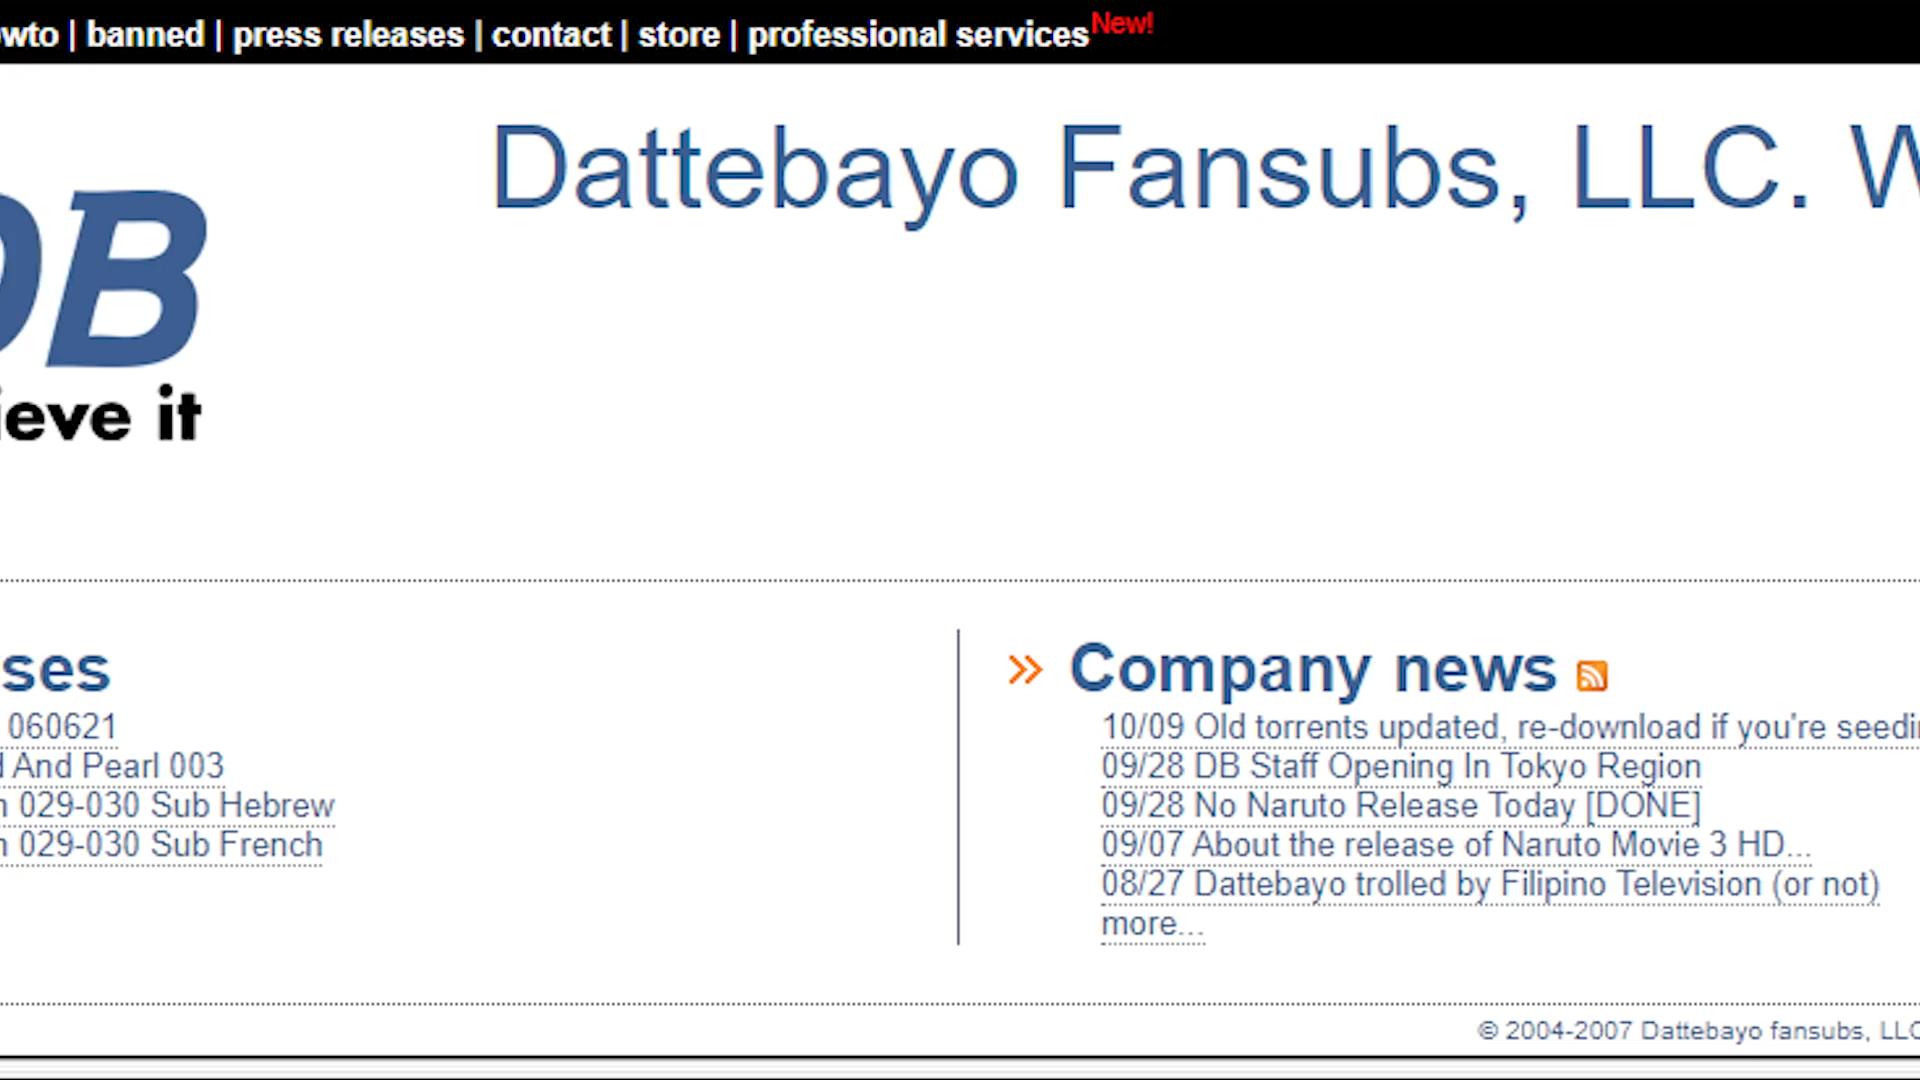 wto | banned | press releases | contact | store | professional services New!
Dattebayo Fansubs, LLC. W
DB
ieve it
ses
060621
d And Pearl 003
n 029-030 Sub Hebrew
n 029-030 Sub French
» Company news
10/09 Old torrents updated, re-download if you're seedi
09/28 DB Staff Opening In Tokyo Region
09/28 No Naruto Release Today [DONE]
09/07 About the release of Naruto Movie 3 HD...
08/27 Dattebayo trolled by Filipino Television (or not)
more...
© 2004-2007 Dattebayo fansubs, LLC